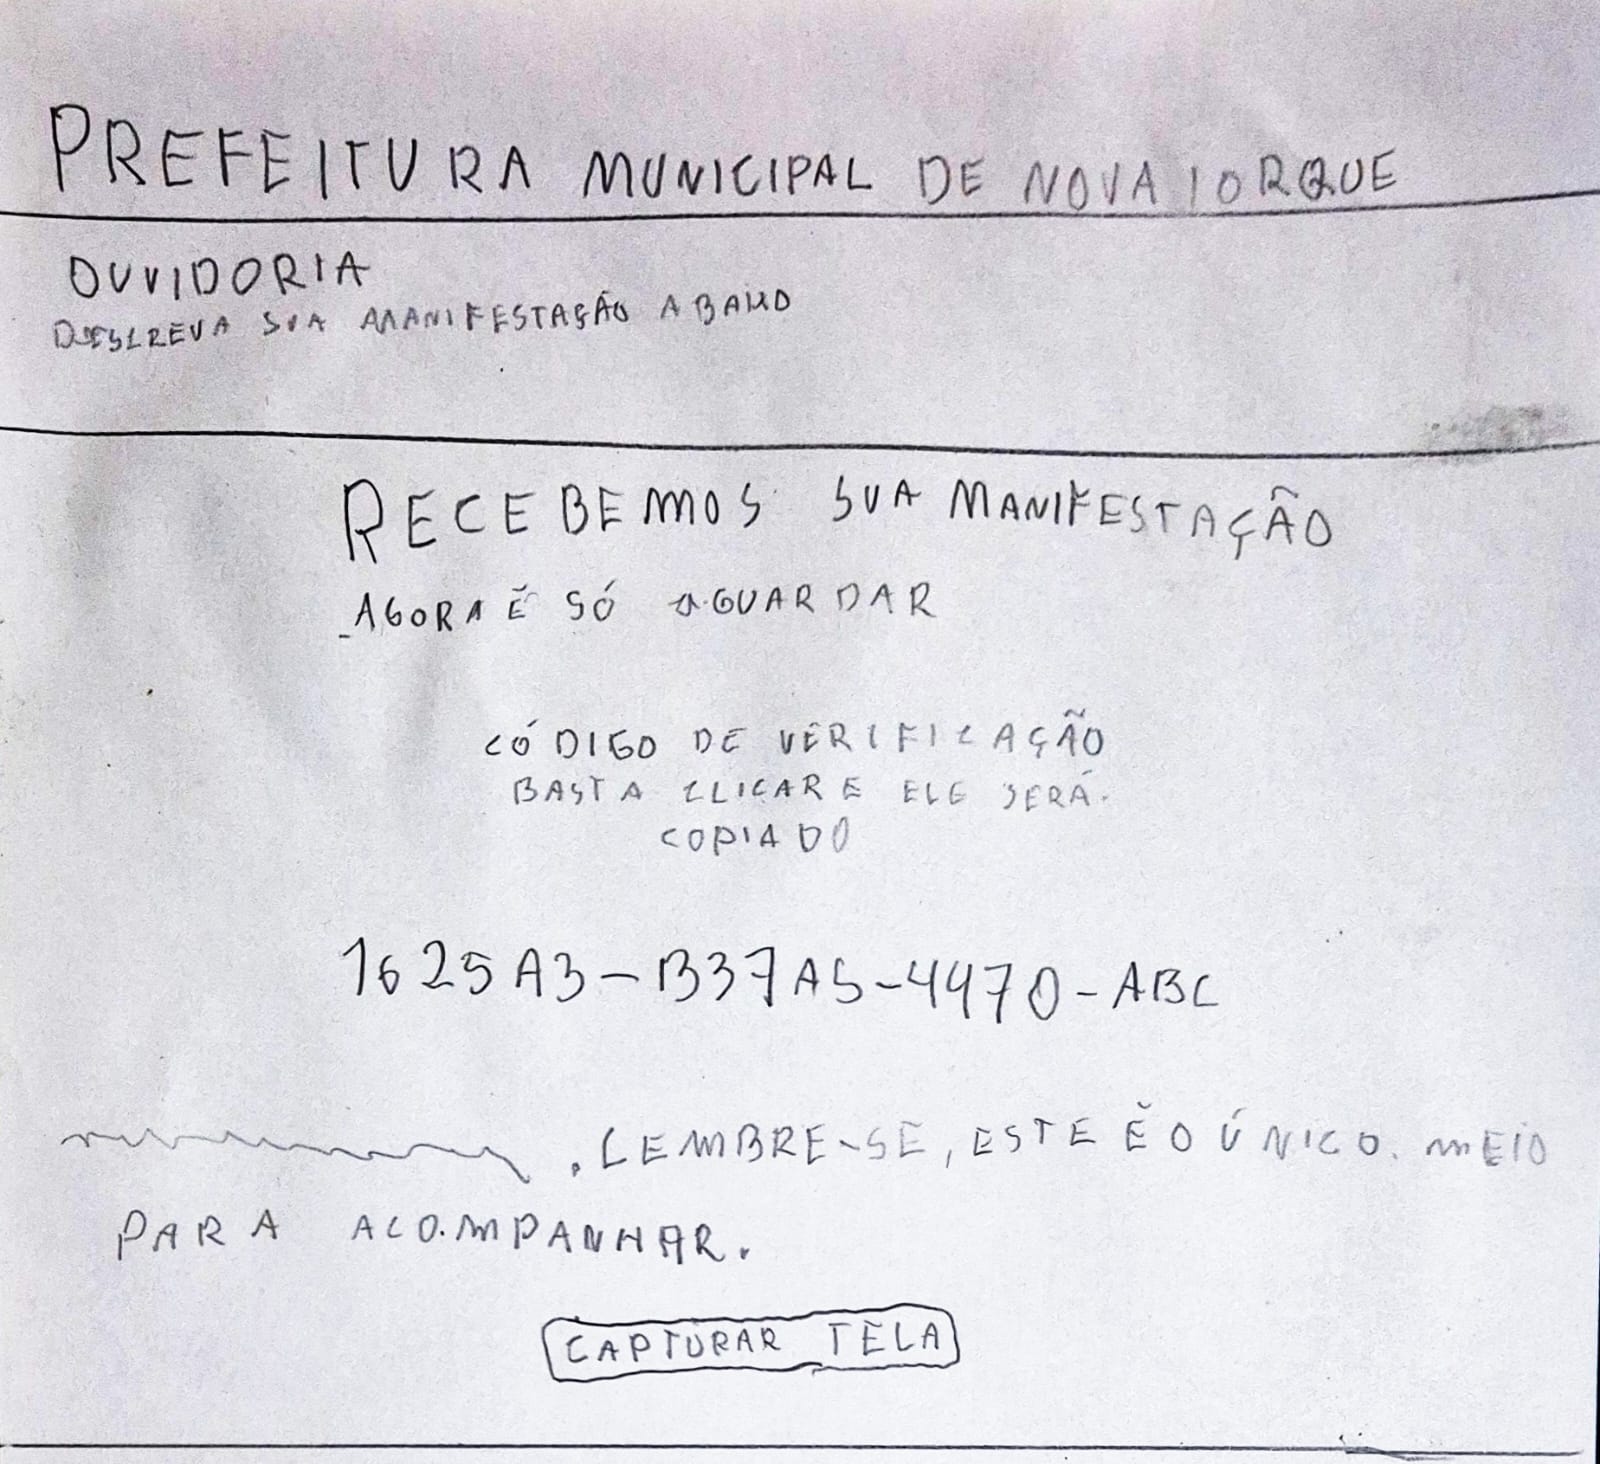 PREFEITURA MUNICIPAL DE NOVA IORQUE
OUVIDORIA
DESCREVA SUA MANIFESTAÇÃO ABAIXO
RECEBEMOS SUA MANIFESTAÇÃO
AGORA É SÓ AGUARDAR
CÓDIGO DE VERIFICAÇÃO
BASTA CLICAR E ELE SERÁ
COPIADO
1625A3-B37A5-4470-ABC
. LEMBRE-SE, ESTE É O ÚNICO MEIO
PARA ACOMPANHAR.
CAPTURAR TELA